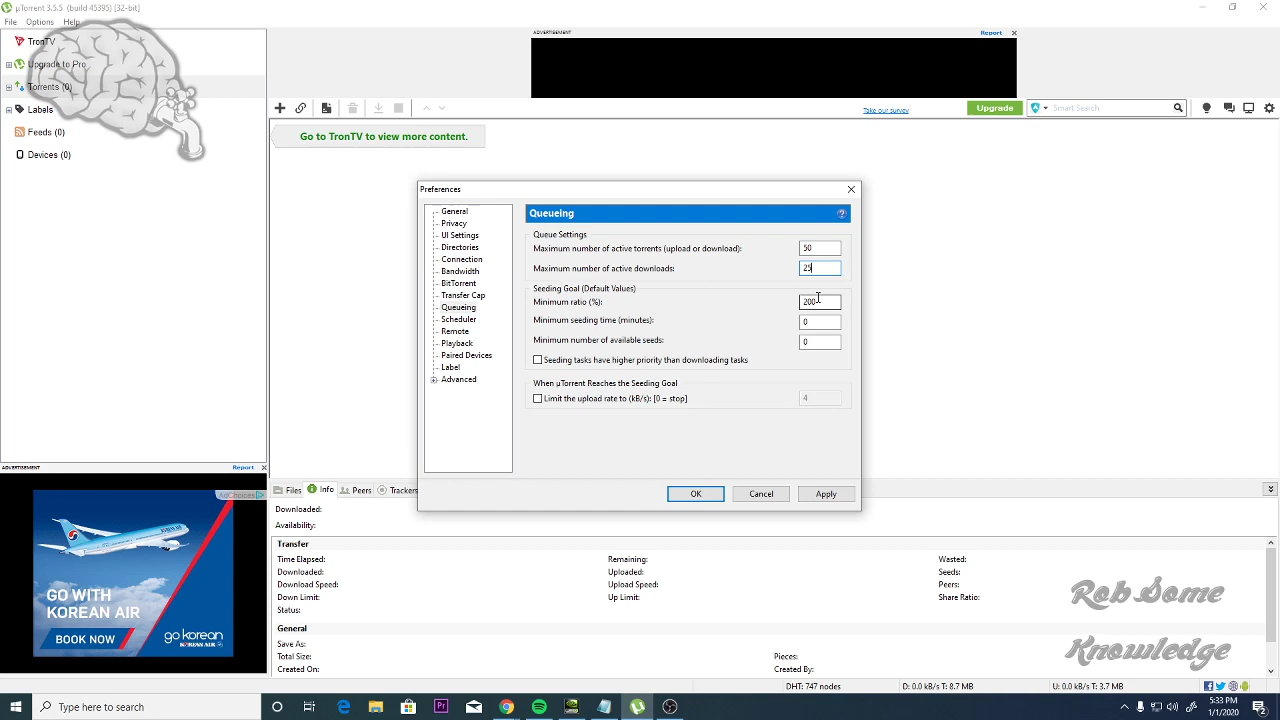 µTorrent 3.5.5 (build 45395) [32-bit]
File Options
TronTV
Upgrade to Pro
Torrents (0)
Labels
Feeds (0)
Devices (0)
ADVERTISEMENT Report
Take our survey
Upgrade
Smart Search
Go to TronTV to view more content.
Preferences
General
Privacy
UI Settings
Directories
Connection
Bandwidth
BitTorrent
Transfer Cap
Queueing
Scheduler
Remote
Playback
Paired Devices
Label
Advanced
Queueing
Queue Settings
Maximum number of active torrents (upload or download): 50
Maximum number of active downloads: 25
Seeding Goal (Default Values)
Minimum ratio (%): 200
Minimum seeding time (minutes): 0
Minimum number of available seeds: 0
Seeding tasks have higher priority than downloading tasks
When µTorrent Reaches the Seeding Goal
Limit the upload rate to (kB/s): [0 = stop] 4
OK Cancel Apply
ADVERTISEMENT Report
AdChoices
GO WITH
KOREAN AIR
BOOK NOW
go korean
KOREAN AIR
Files Info Peers Trackers
Downloaded:
Availability:
Transfer
Time Elapsed: Remaining: Wasted:
Downloaded: Uploaded: Seeds:
Download Speed: Upload Speed: Peers:
Down Limit: Up Limit: Share Ratio:
Status:
General
Save As:
Total Size: Pieces:
Created On: Created By:
Rob Some
Knowledge
DHT: 747 nodes D: 0.0 kB/s T: 8.7 MB U: 0.0 kB/s T: 3.7 MB
Type here to search
5:33 PM
1/1/2020